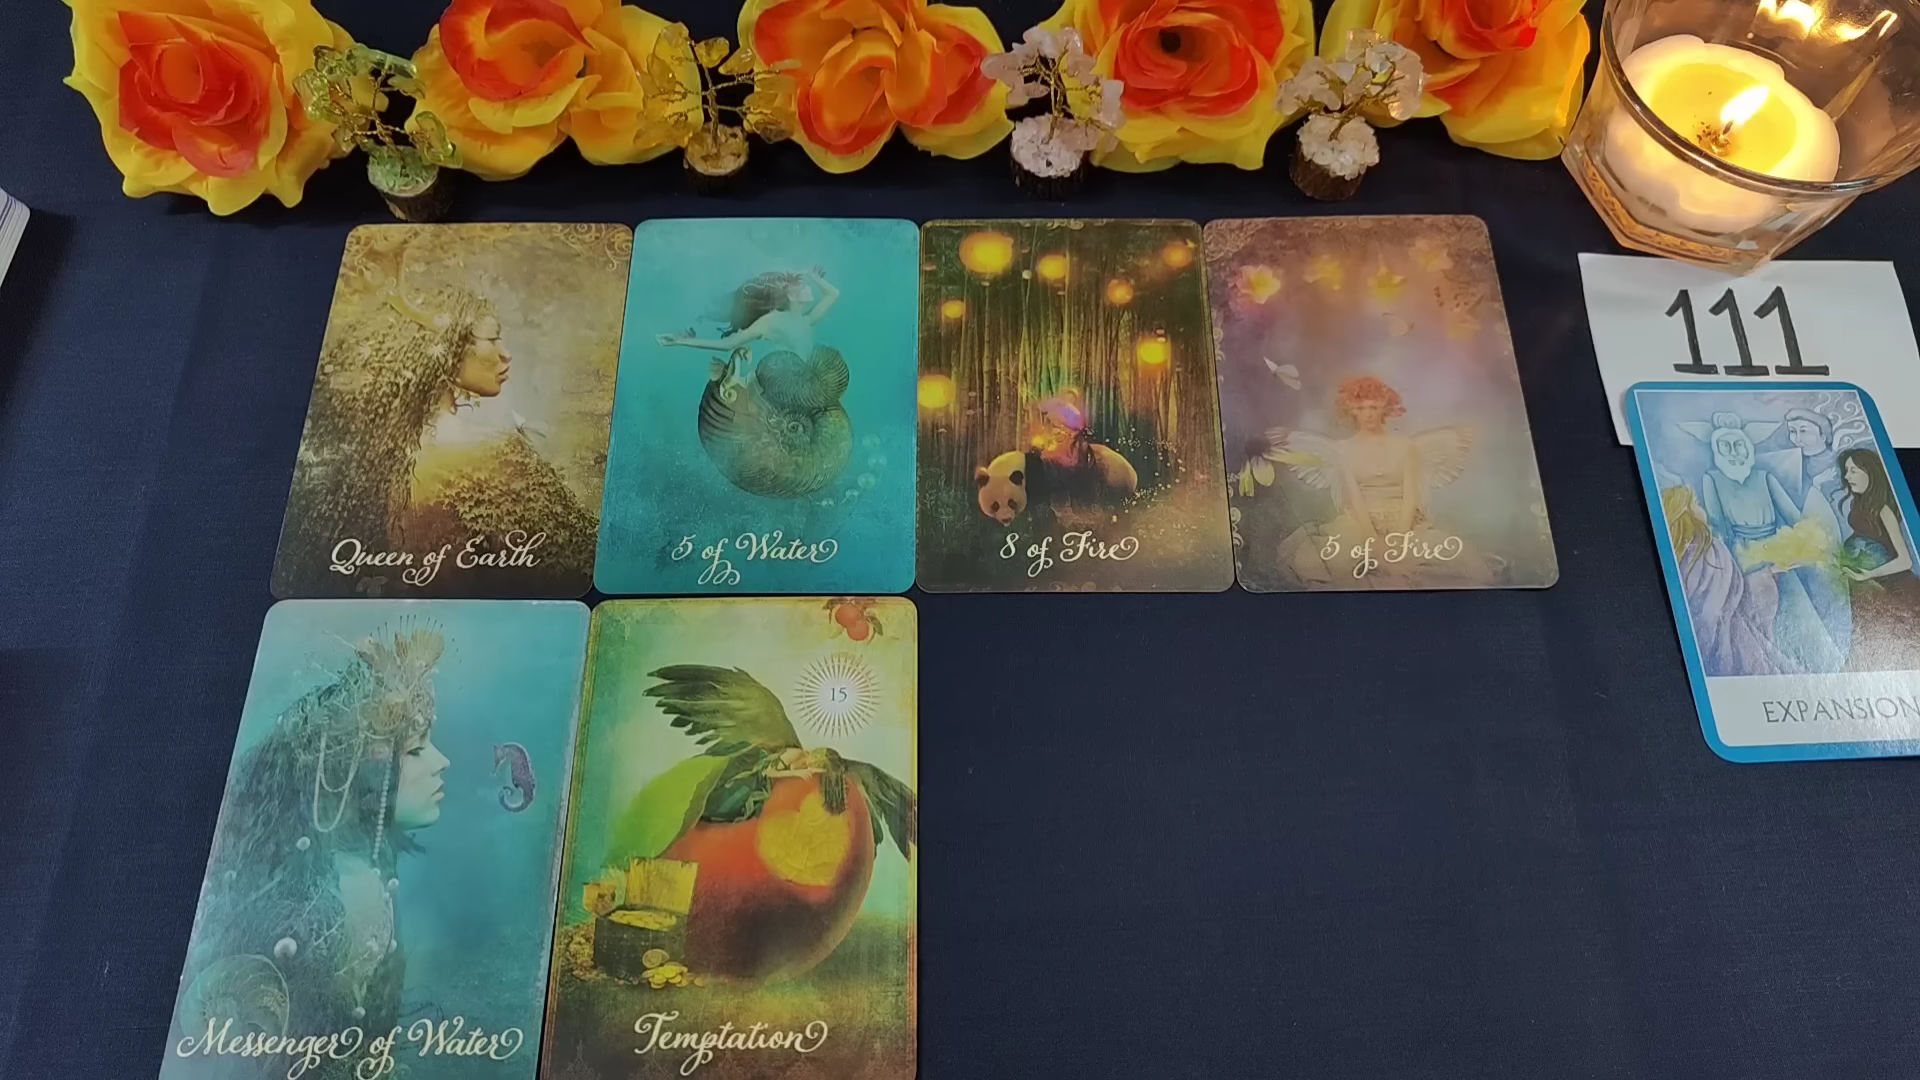 111
Queen of Earth
5 of Water
8 of Fire
5 of Fire
EXPANSION
15
Messenger of Water
Temptation